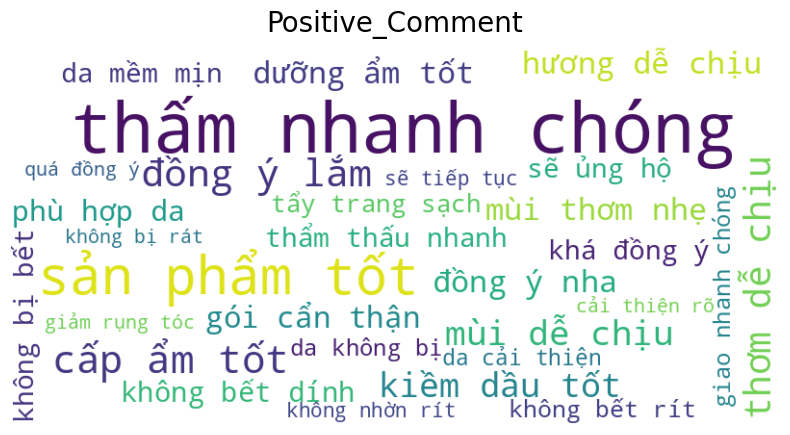 Positive_Comment
da mềm mịn
dưỡng ẩm tốt
hương dễ chịu
thấm nhanh chóng
quá đồng ý
đồng ý lắm
sẽ tiếp tục
sẽ ủng hộ
phù hợp da
tẩy trang sạch
mùi thơm nhẹ
không bị rát
thẩm thấu nhanh
khá đồng ý
sản phẩm tốt
đồng ý nha
giảm rụng tóc
gói cẩn thận
cải thiện rõ
mùi dễ chịu
cấp ẩm tốt
da không bị
da cải thiện
không bết dính
kiềm dầu tốt
không nhờn rít
không bết rít
không bị bết
giao nhanh chóng
thơm dễ chịu